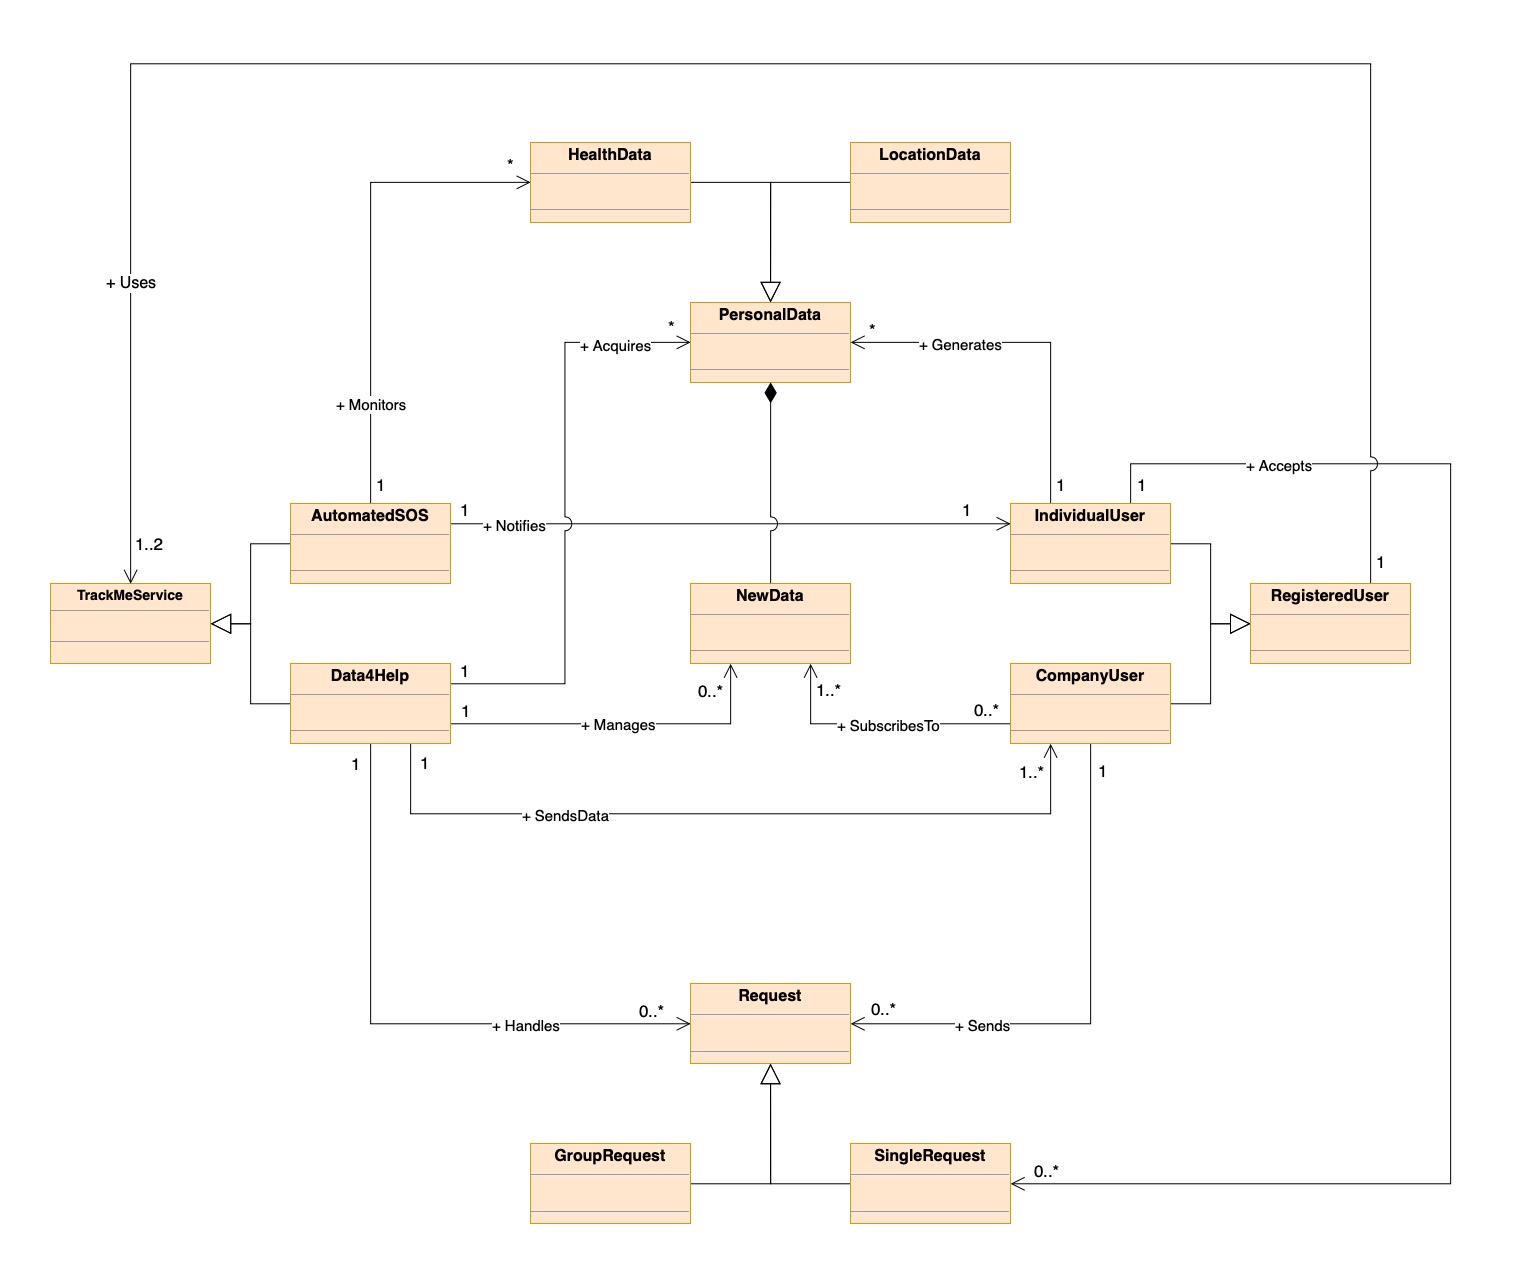 HealthData
LocationData
*
+ Uses
PersonalData
*
*
+ Acquires
+ Generates
+ Monitors
+ Accepts
1
1
1
AutomatedSOS
1
+ Notifies
1
IndividualUser
1..2
1
TrackMeService
NewData
RegisteredUser
Data4Help
1
CompanyUser
0..*
1..*
1
0..*
+ Manages
+ SubscribesTo
1
1
1..*
1
+ SendsData
Request
0..*
0..*
+ Handles
+ Sends
GroupRequest
SingleRequest
0..*